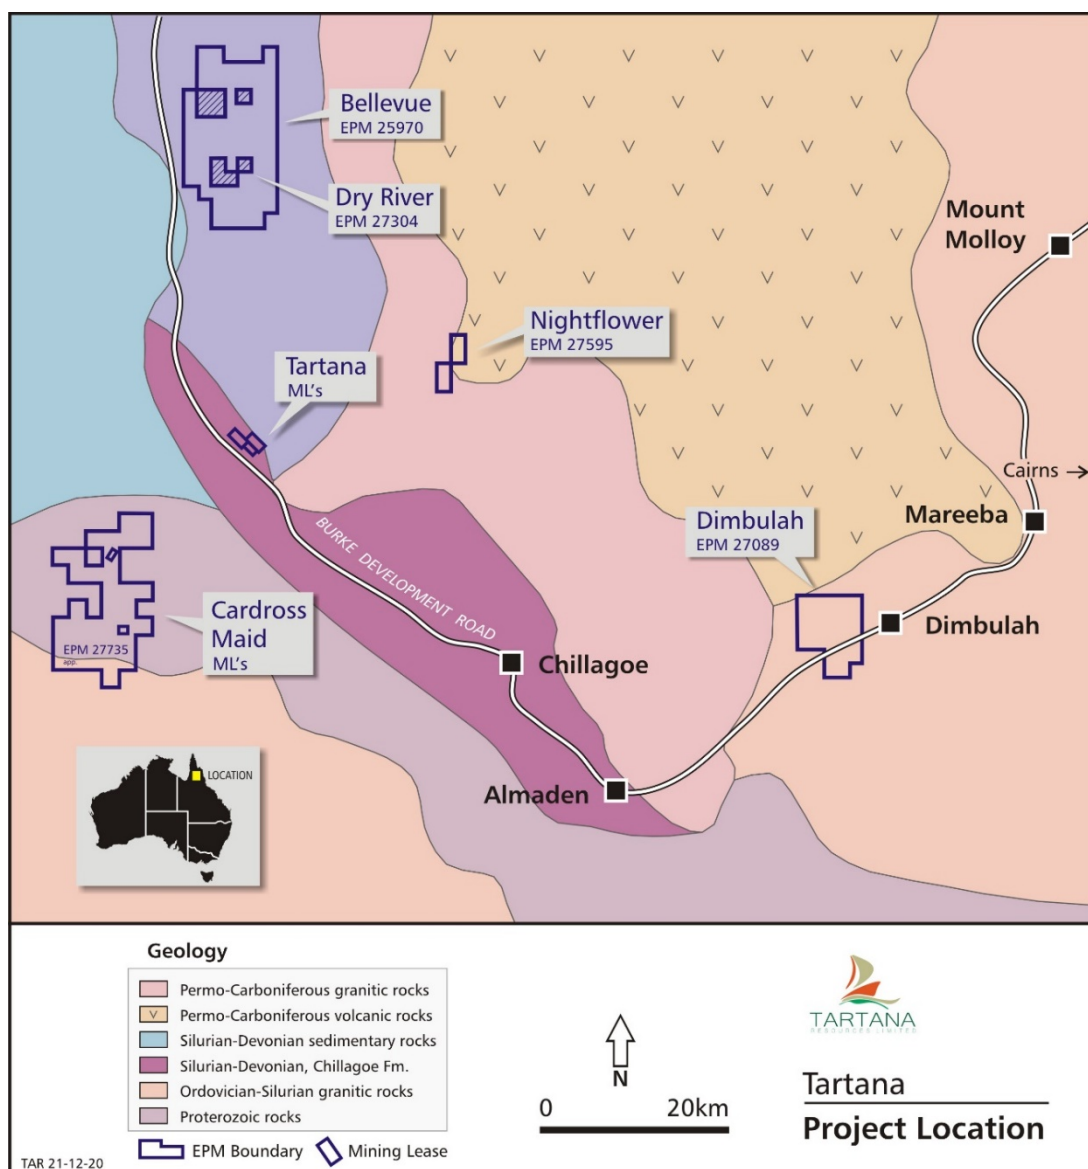 Bellevue
EPM 25970
Dry River
EPM 27304
Mount
Molloy
Nightflower
EPM 27595
Tartana
ML's
Cairns →
Dimbulah
EPM 27089
Mareeba
BURKE DEVELOPMENT ROAD
Cardross
Maid
ML's
EPM 27735
app.
Dimbulah
Chillagoe
LOCATION
Almaden
Geology
Permo-Carboniferous granitic rocks
V Permo-Carboniferous volcanic rocks
Silurian-Devonian sedimentary rocks
Silurian-Devonian, Chillagoe Fm.
Ordovician-Silurian granitic rocks
Proterozoic rocks
EPM Boundary
Mining Lease
N
0 20km
TARTANA
RESOURCES LIMITED
Tartana
Project Location
TAR 21-12-20